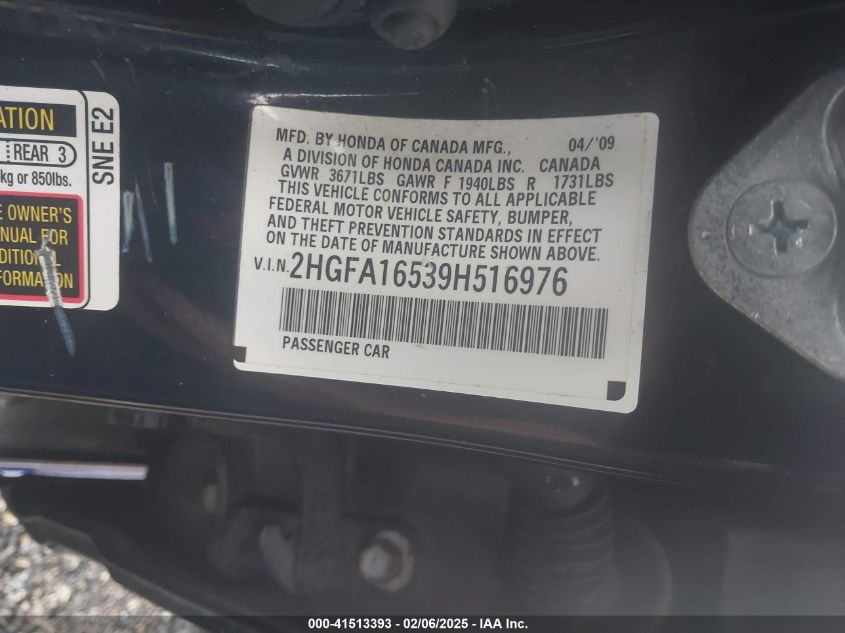 ATION
REAR 3
kg or 850lbs.
E OWNER'S
ANUAL FOR
DITIONAL
FORMATION
SNE E2
MFD. BY HONDA OF CANADA MFG., 04/'09
A DIVISION OF HONDA CANADA INC. CANADA
GVWR 3671LBS GAWR F 1940LBS R 1731LBS
THIS VEHICLE CONFORMS TO ALL APPLICABLE
FEDERAL MOTOR VEHICLE SAFETY, BUMPER,
AND THEFT PREVENTION STANDARDS IN EFFECT
ON THE DATE OF MANUFACTURE SHOWN ABOVE.
V.I.N. 2HGFA16539H516976
PASSENGER CAR
000-41513393 - 02/06/2025 - IAA Inc.